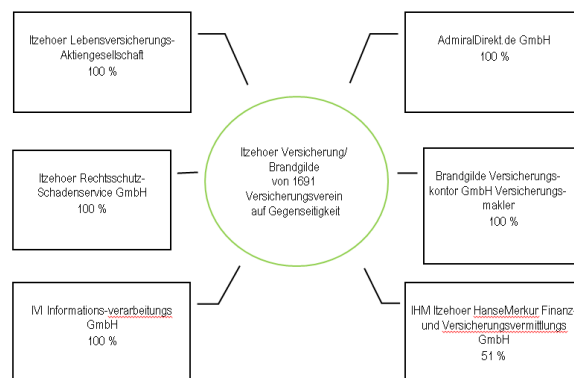 Itzehoer Lebensversicherungs-
Aktiengesellschaft
100 %
AdmiralDirekt.de GmbH
100 %
Itzehoer Versicherung/
Brandgilde
von 1691
Versicherungsverein
auf Gegenseitigkeit
Itzehoer Rechtsschutz-
Schadenservice GmbH
100 %
Brandgilde Versicherungs-
kontor GmbH Versicherungs-
makler
100 %
IVI Informations-verarbeitungs
GmbH
100 %
IHM Itzehoer HanseMerkur Finanz-
und Versicherungsvermittlungs
GmbH
51 %